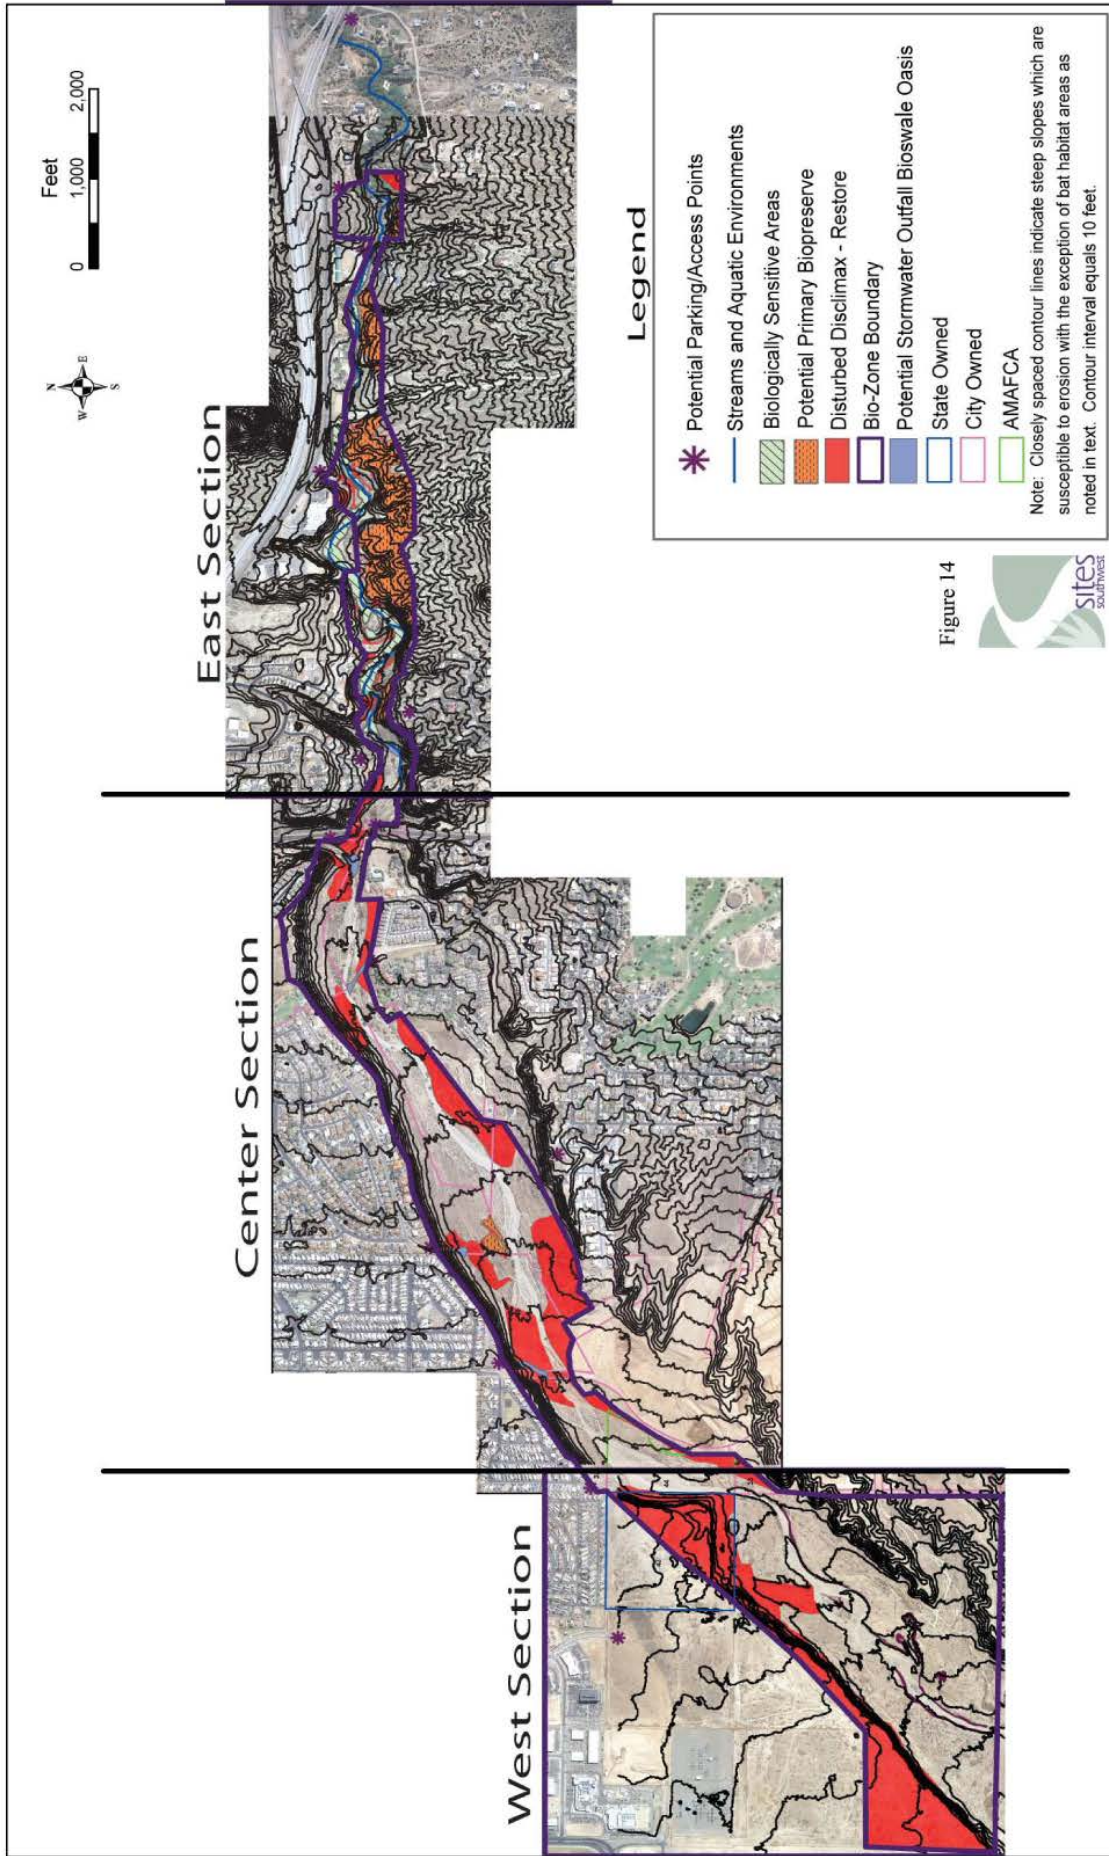 Feet
0 1,000 2,000
N
W E
S
East Section
Center Section
West Section
Legend
Potential Parking/Access Points
Streams and Aquatic Environments
Biologically Sensitive Areas
Potential Primary Biopreserve
Disturbed Disclimax - Restore
Bio-Zone Boundary
Potential Stormwater Outfall Bioswale Oasis
State Owned
City Owned
AMAFCA
Note: Closely spaced contour lines indicate steep slopes which are
susceptible to erosion with the exception of bat habitat areas as
noted in text. Contour interval equals 10 feet.
Figure 14
sites
southwest